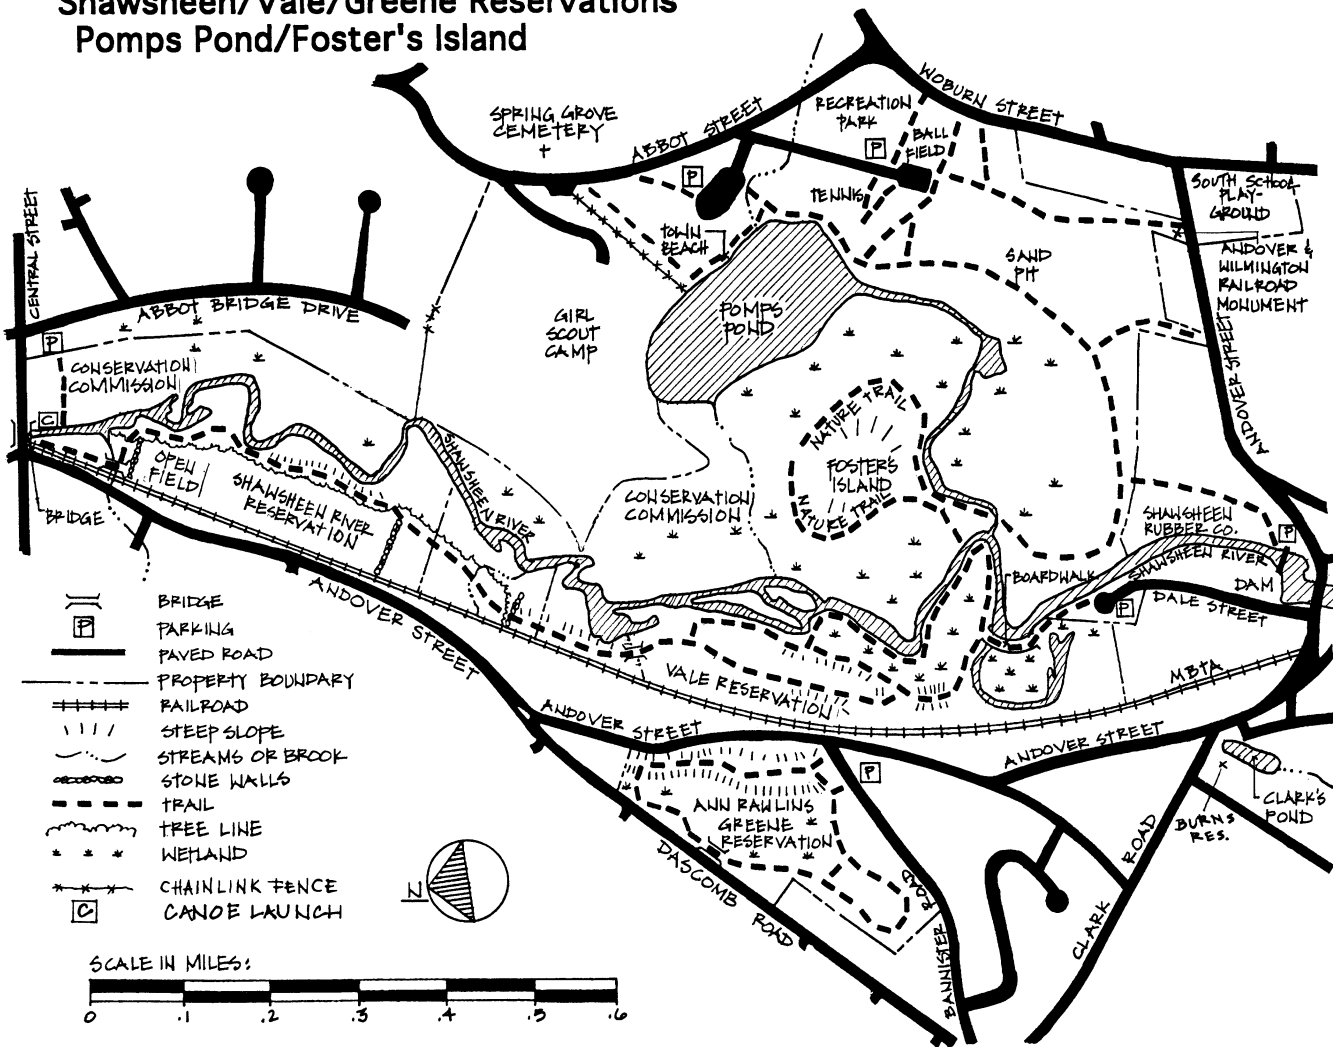 Shawsheen/Vale/Greene Reservations
Pomps Pond/Foster's Island
WOBURN STREET
SPRING GROVE
CEMETERY
ABBOT STREET
RECREATION
PARK
P
BALL
FIELD
P
TENNIS
SOUTH SCHOOL
PLAY-
GROUND
CENTRAL STREET
TOWN
BEACH
SAND
PIT
ANDOVER &
WILMINGTON
RAILROAD
MONUMENT
ABBOT BRIDGE DRIVE
POMPS
POND
GIRL
SCOUT
CAMP
P
CONSERVATION
COMMISSION
ANDOVER STREET
NATURE TRAIL
C
OPEN
FIELD
SHAWSHEEN RIVER
FOSTER'S
ISLAND
NATURE TRAIL
SHAWSHEEN RIVER
RESERVATION
CONSERVATION
COMMISSION
BRIDGE
SHAWSHEEN
RUBBER CO.
P
SHAWSHEEN RIVER
BOARDWALK
DAM
P
DALE STREET
ANDOVER STREET
MBTA
VALE RESERVATION
ANDOVER STREET
ANDOVER STREET
P
ANN RAWLINS
GREENE
RESERVATION
CLARK'S
POND
BURNS
RES.
DASCOMB ROAD
BANNISTER ROAD
CLARK ROAD
BRIDGE
P PARKING
PAVED ROAD
PROPERTY BOUNDARY
RAILROAD
STEEP SLOPE
STREAMS OR BROOK
STONE WALLS
TRAIL
TREE LINE
WETLAND
CHAINLINK FENCE
C CANOE LAUNCH
N
SCALE IN MILES:
0 .1 .2 .3 .4 .5 .6